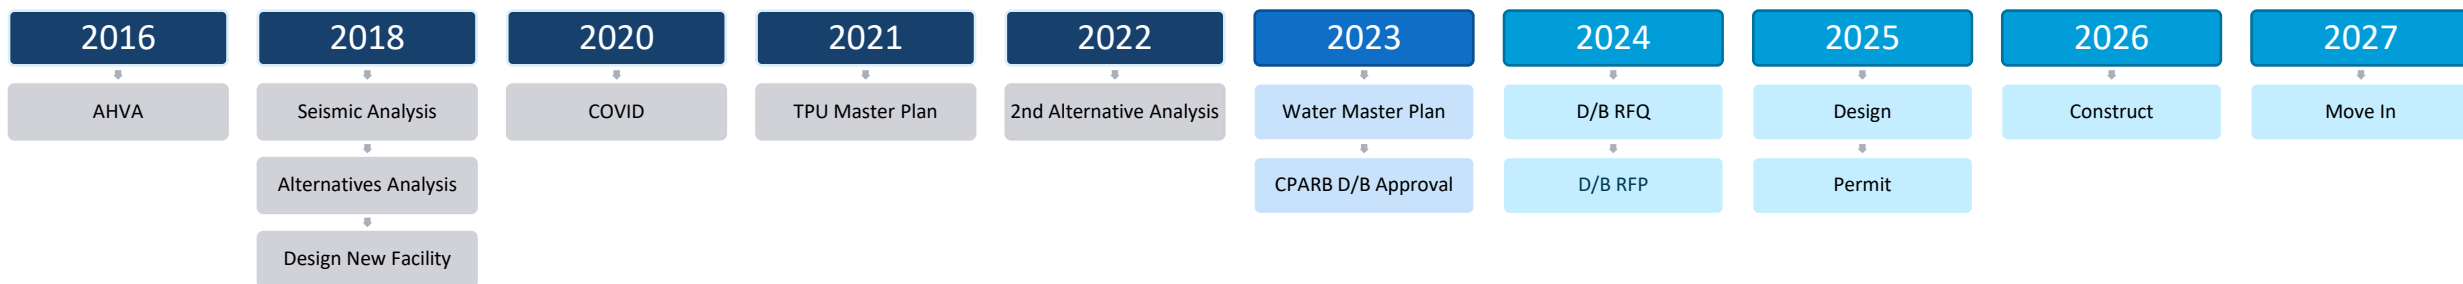 2016
AHVA
2018
Seismic Analysis
Alternatives Analysis
Design New Facility
2020
COVID
2021
TPU Master Plan
2022
2nd Alternative Analysis
2023
Water Master Plan
CPARB D/B Approval
2024
D/B RFQ
D/B RFP
2025
Design
Permit
2026
Construct
2027
Move In